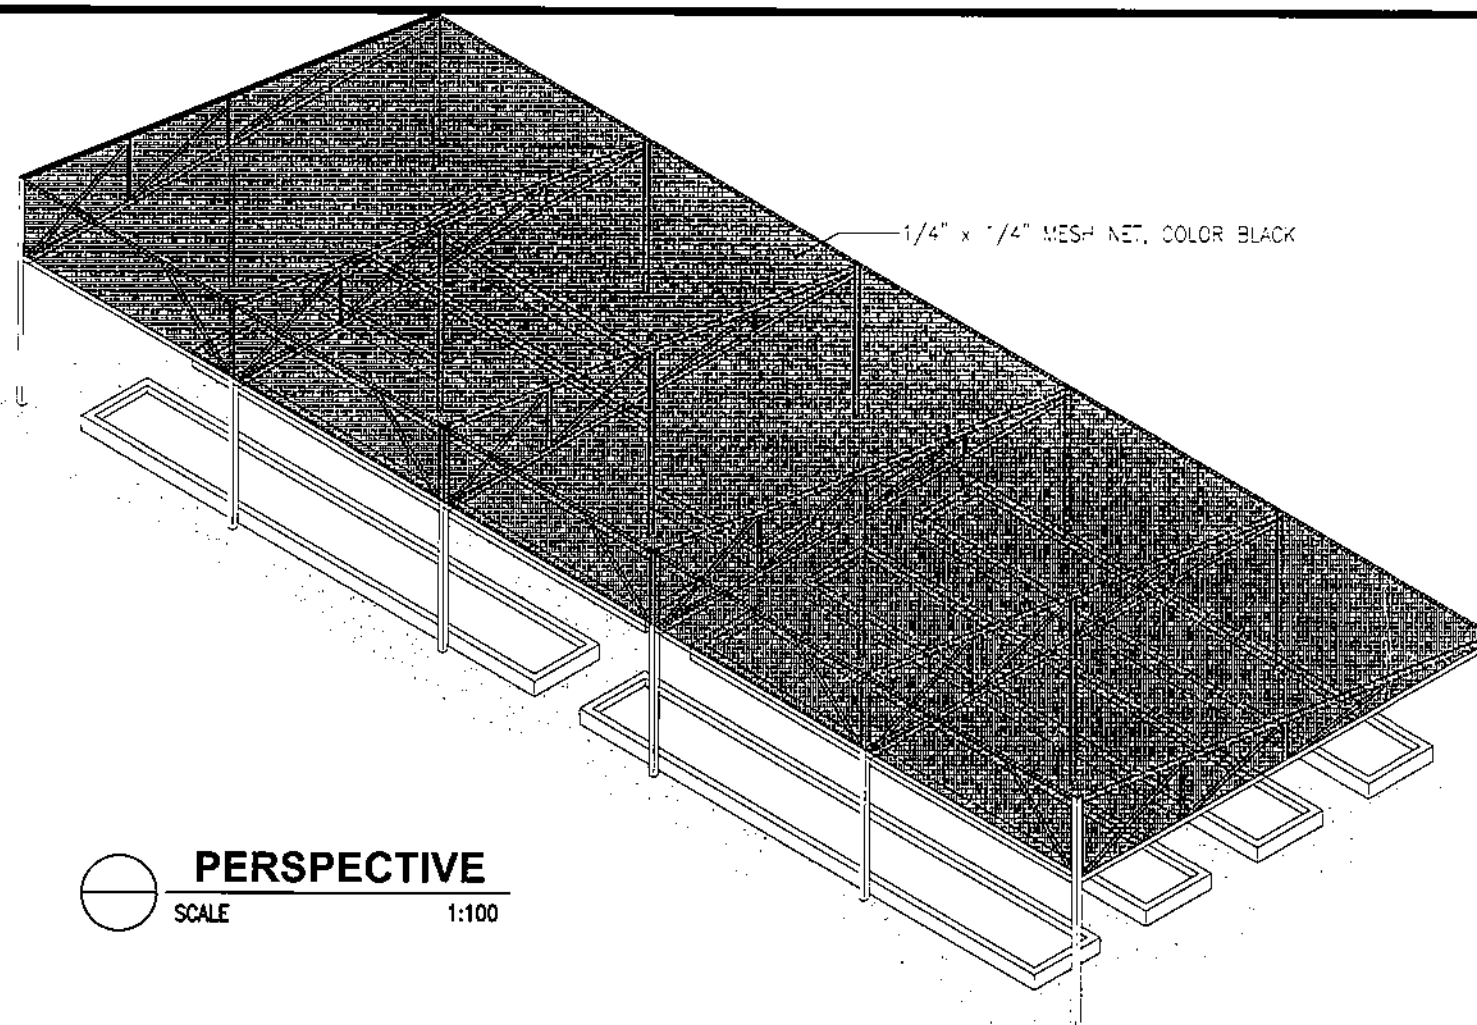 1/4" x 1/4" MESH NET, COLOR BLACK
PERSPECTIVE
SCALE 1:100